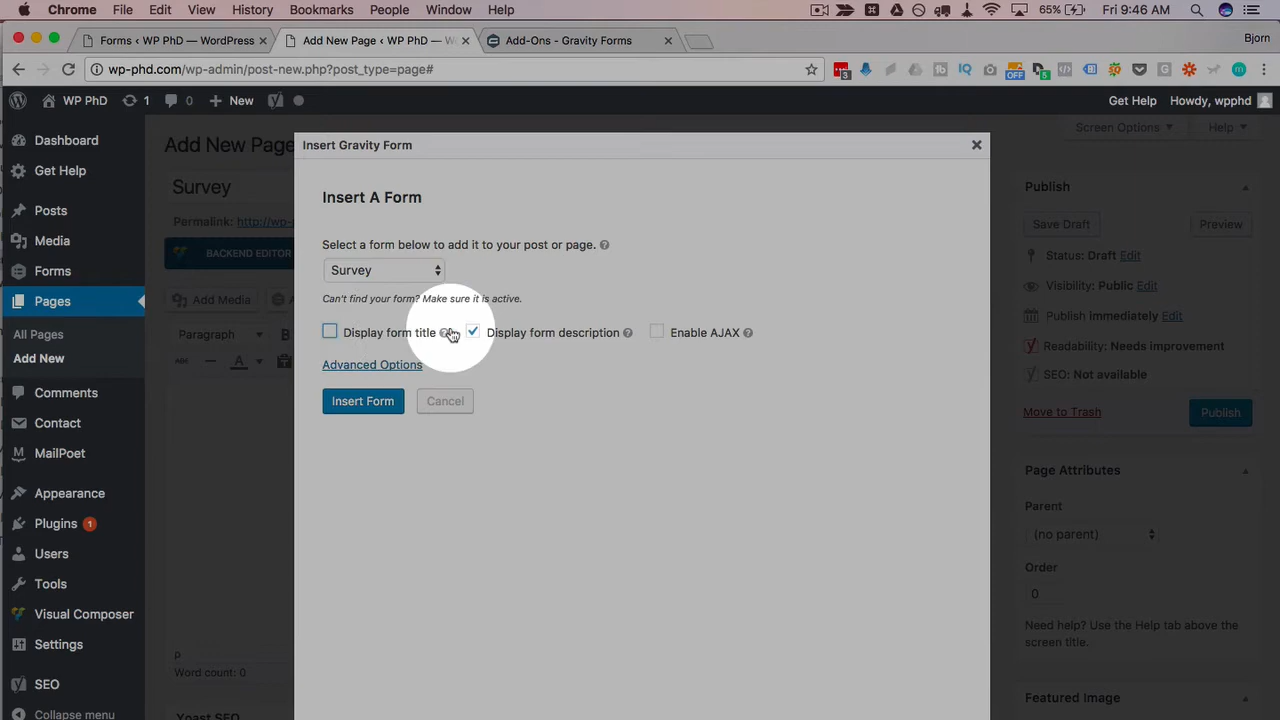 Chrome File Edit View History Bookmarks People Window Help 65% Fri 9:46 AM
Forms ‹ WP PhD — WordPress
Add New Page ‹ WP PhD — Wo
Add-Ons - Gravity Forms
Bjorn
wp-phd.com/wp-admin/post-new.php?post_type=page#
3
OFF
5
WP PhD 1 0 New
Get Help Howdy, wpphd
Dashboard
Get Help
Posts
Media
Forms
Pages
All Pages
Add New
Comments
Contact
MailPoet
Appearance
Plugins 1
Users
Tools
Visual Composer
Settings
SEO
Collapse menu
Add New Page
Survey
Permalink: http://wp-
BACKEND EDITOR
Add Media
Paragraph B
ABC A
P
Word count: 0
Yoast SEO
Insert Gravity Form
Insert A Form
Select a form below to add it to your post or page.
Survey
Can't find your form? Make sure it is active.
Display form title Display form description Enable AJAX
Advanced Options
Insert Form Cancel
Screen Options Help
Publish
Save Draft Preview
Status: Draft Edit
Visibility: Public Edit
Publish immediately Edit
Readability: Needs improvement
SEO: Not available
Move to Trash Publish
Page Attributes
Parent
(no parent)
Order
0
Need help? Use the Help tab above the
screen title.
Featured Image